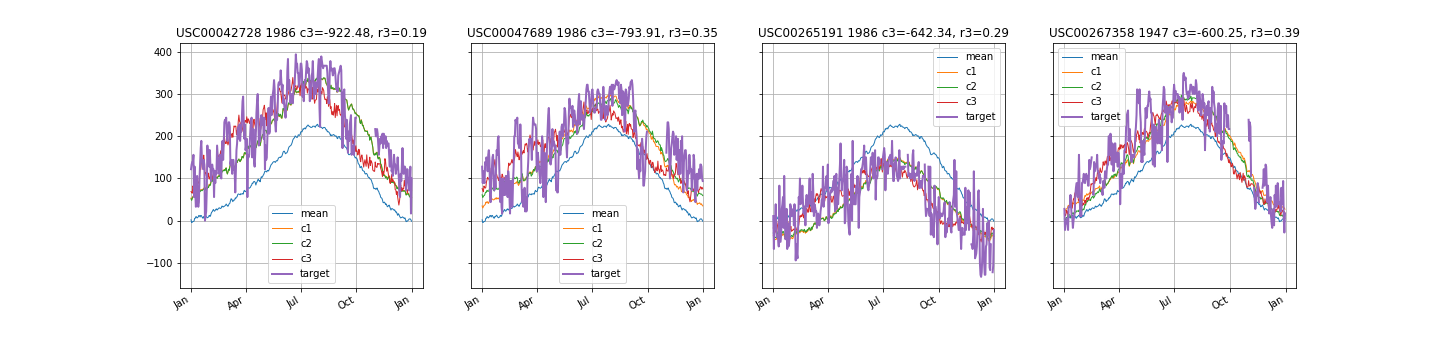 USC00042728 1986 c3=-922.48, r3=0.19
400
300
200
100
0
−100
Jan
Apr
Jul
Oct
Jan
mean
c1
c2
c3
target
USC00047689 1986 c3=-793.91, r3=0.35
Jan
Apr
Jul
Oct
Jan
mean
c1
c2
c3
target
USC00265191 1986 c3=-642.34, r3=0.29
Jan
Apr
Jul
Oct
Jan
mean
c1
c2
c3
target
USC00267358 1947 c3=-600.25, r3=0.39
Jan
Apr
Jul
Oct
Jan
mean
c1
c2
c3
target